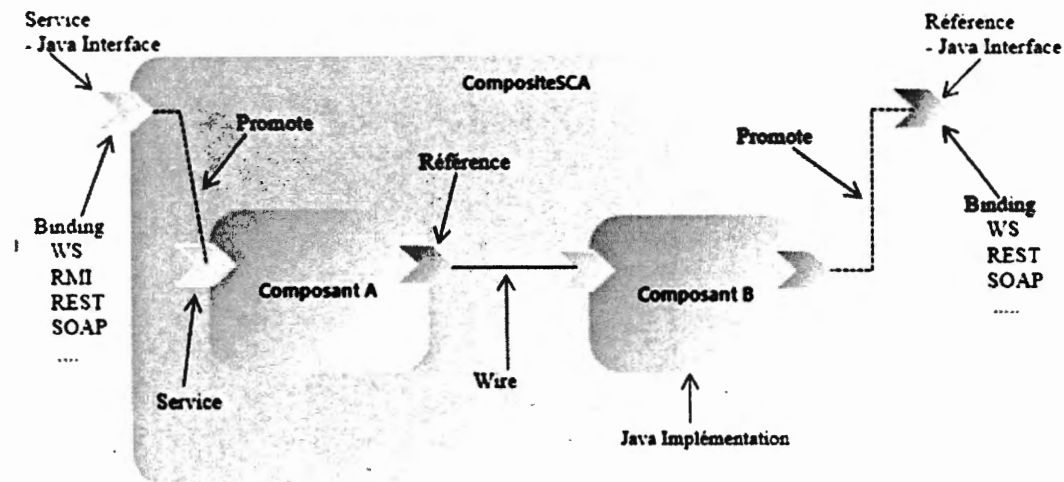 Service
- Java Interface
Référence
- Java Interface
CompositeSCA
Promote
Référence
Promote
Binding
WS
RMI
REST
SOAP
....
Binding
WS
REST
SOAP
.....
Composant A
Composant B
Service
Wire
Java Implémentation